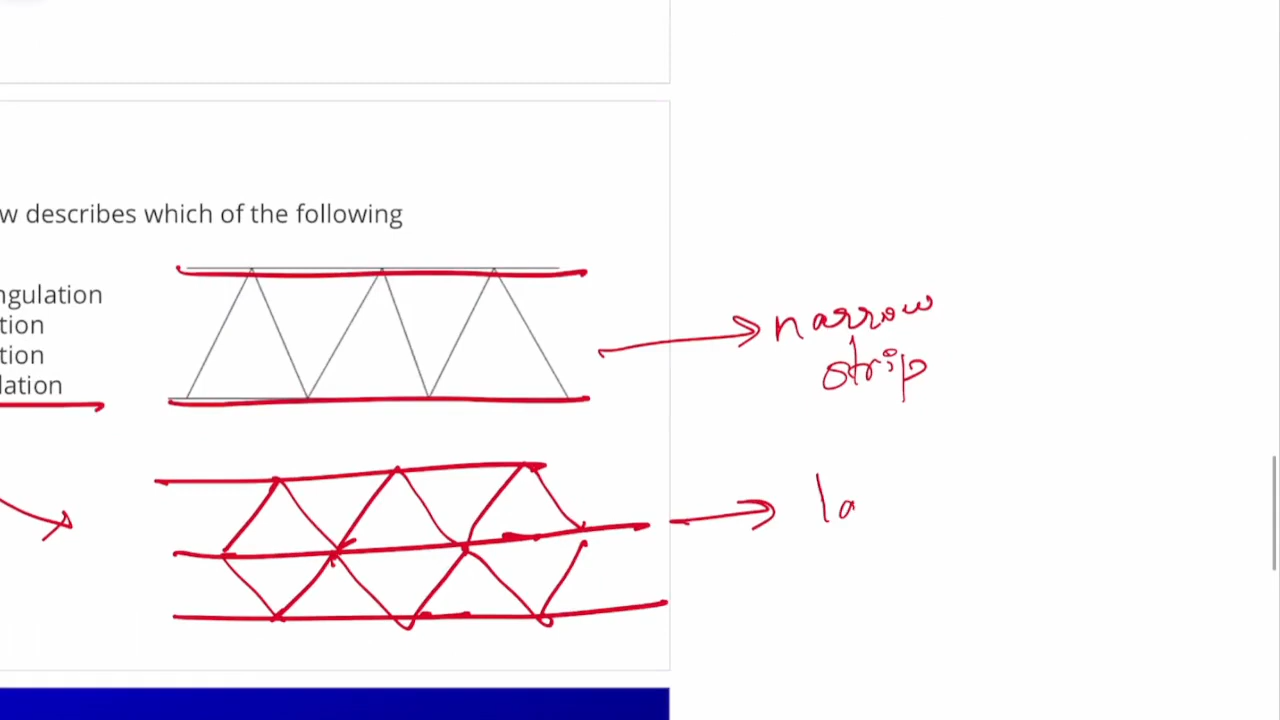 w describes which of the following
ngulation
tion
tion
lation
narrow
strip
la